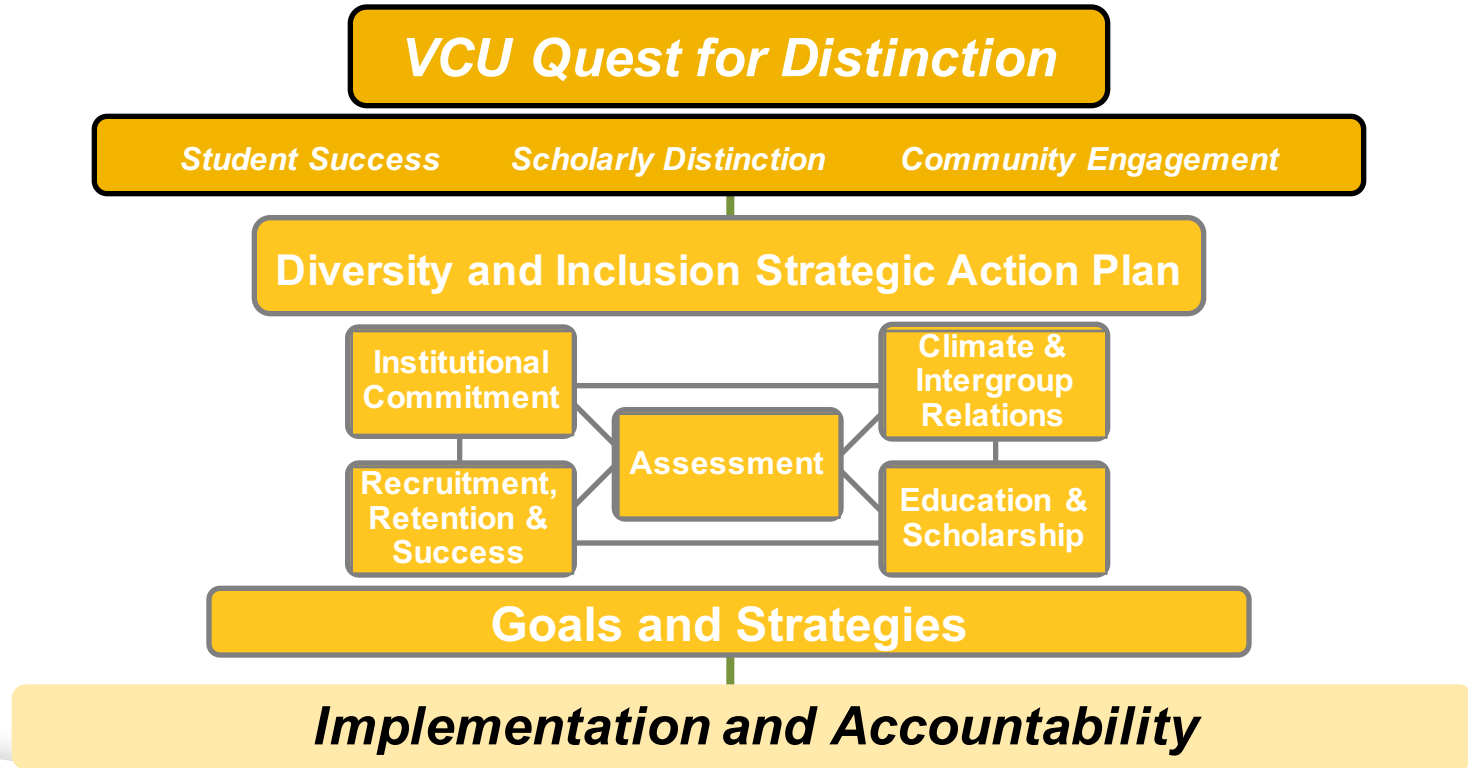 VCU Quest for Distinction
Student Success Scholarly Distinction Community Engagement
Diversity and Inclusion Strategic Action Plan
Institutional
Commitment
Climate &
Intergroup
Relations
Assessment
Recruitment,
Retention &
Success
Education &
Scholarship
Goals and Strategies
Implementation and Accountability